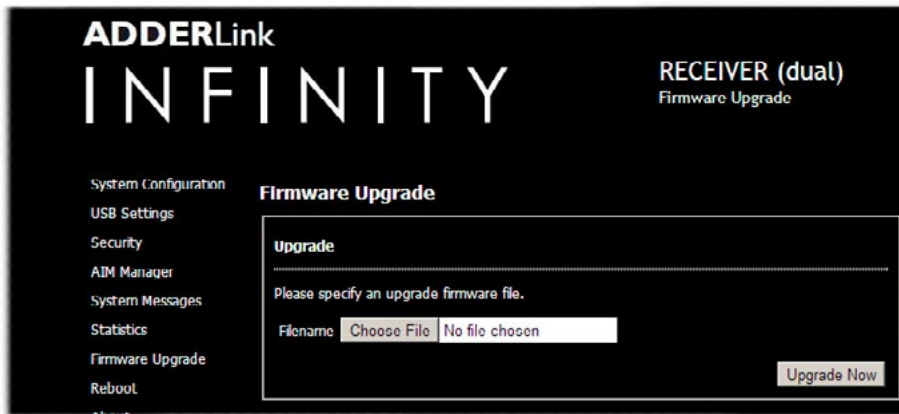 ADDERLink
INFINITY
RECEIVER (dual)
Firmware Upgrade
System Configuration
USB Settings
Security
AIM Manager
System Messages
Statistics
Firmware Upgrade
Reboot
Firmware Upgrade
Upgrade
Please specify an upgrade firmware file.
Filename Choose File No file chosen
Upgrade Now